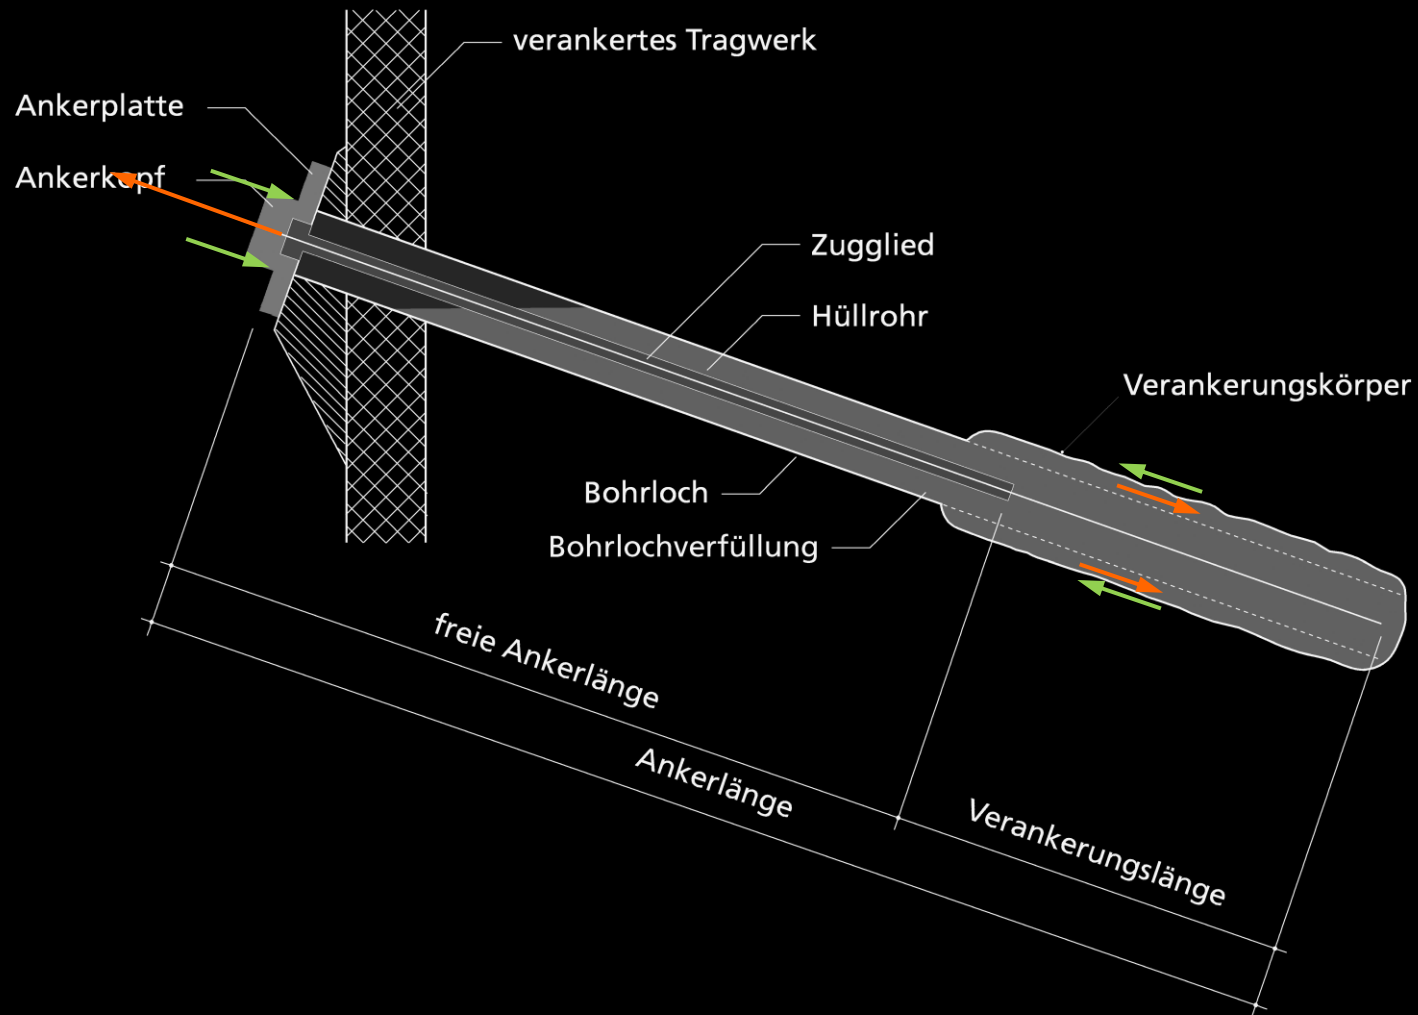 verankertes Tragwerk
Ankerplatte
Ankerkopf
Zugglied
Hüllrohr
Verankerungskörper
Bohrloch
Bohrlochverfüllung
freie Ankerlänge
Ankerlänge
Verankerungslänge